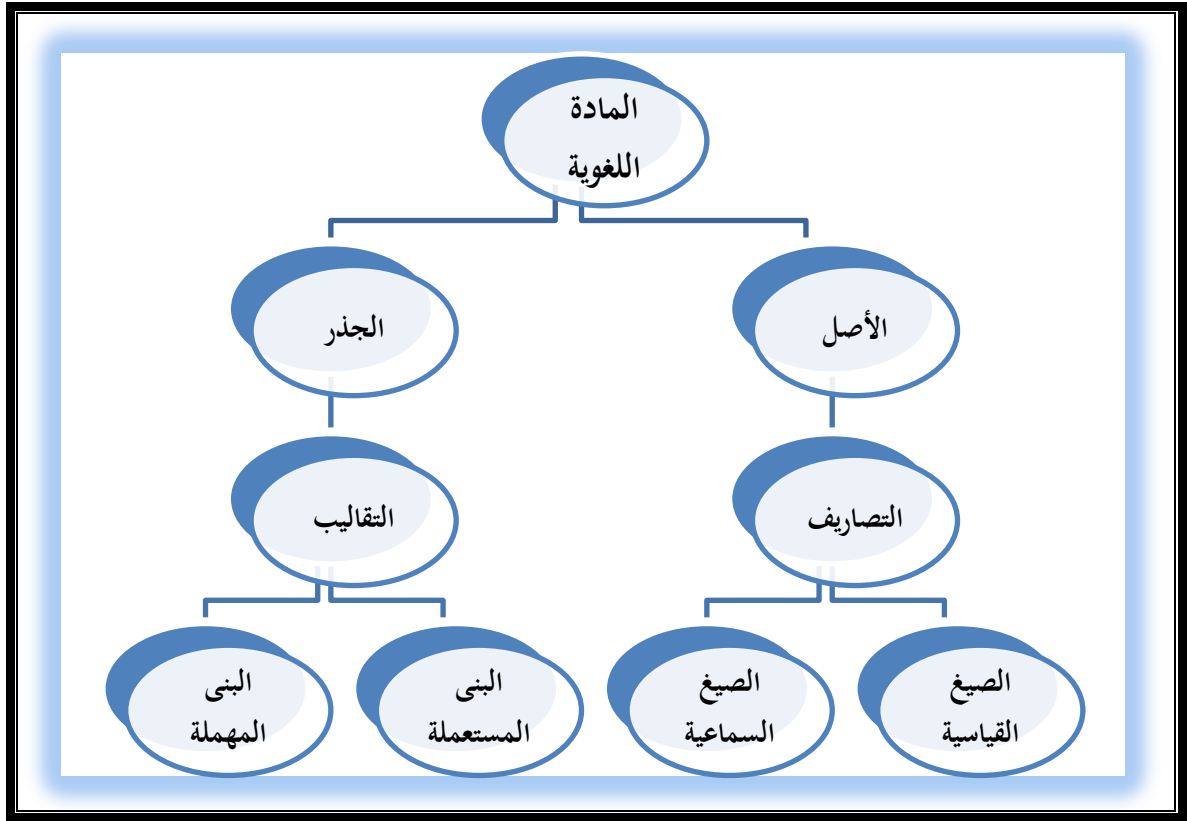 المادة
اللغوية
الأصل
الجذر
التصاريف
التقاليب
الصيغ
القياسية
الصيغ
السماعية
البنى
المستعملة
البنى
المهملة